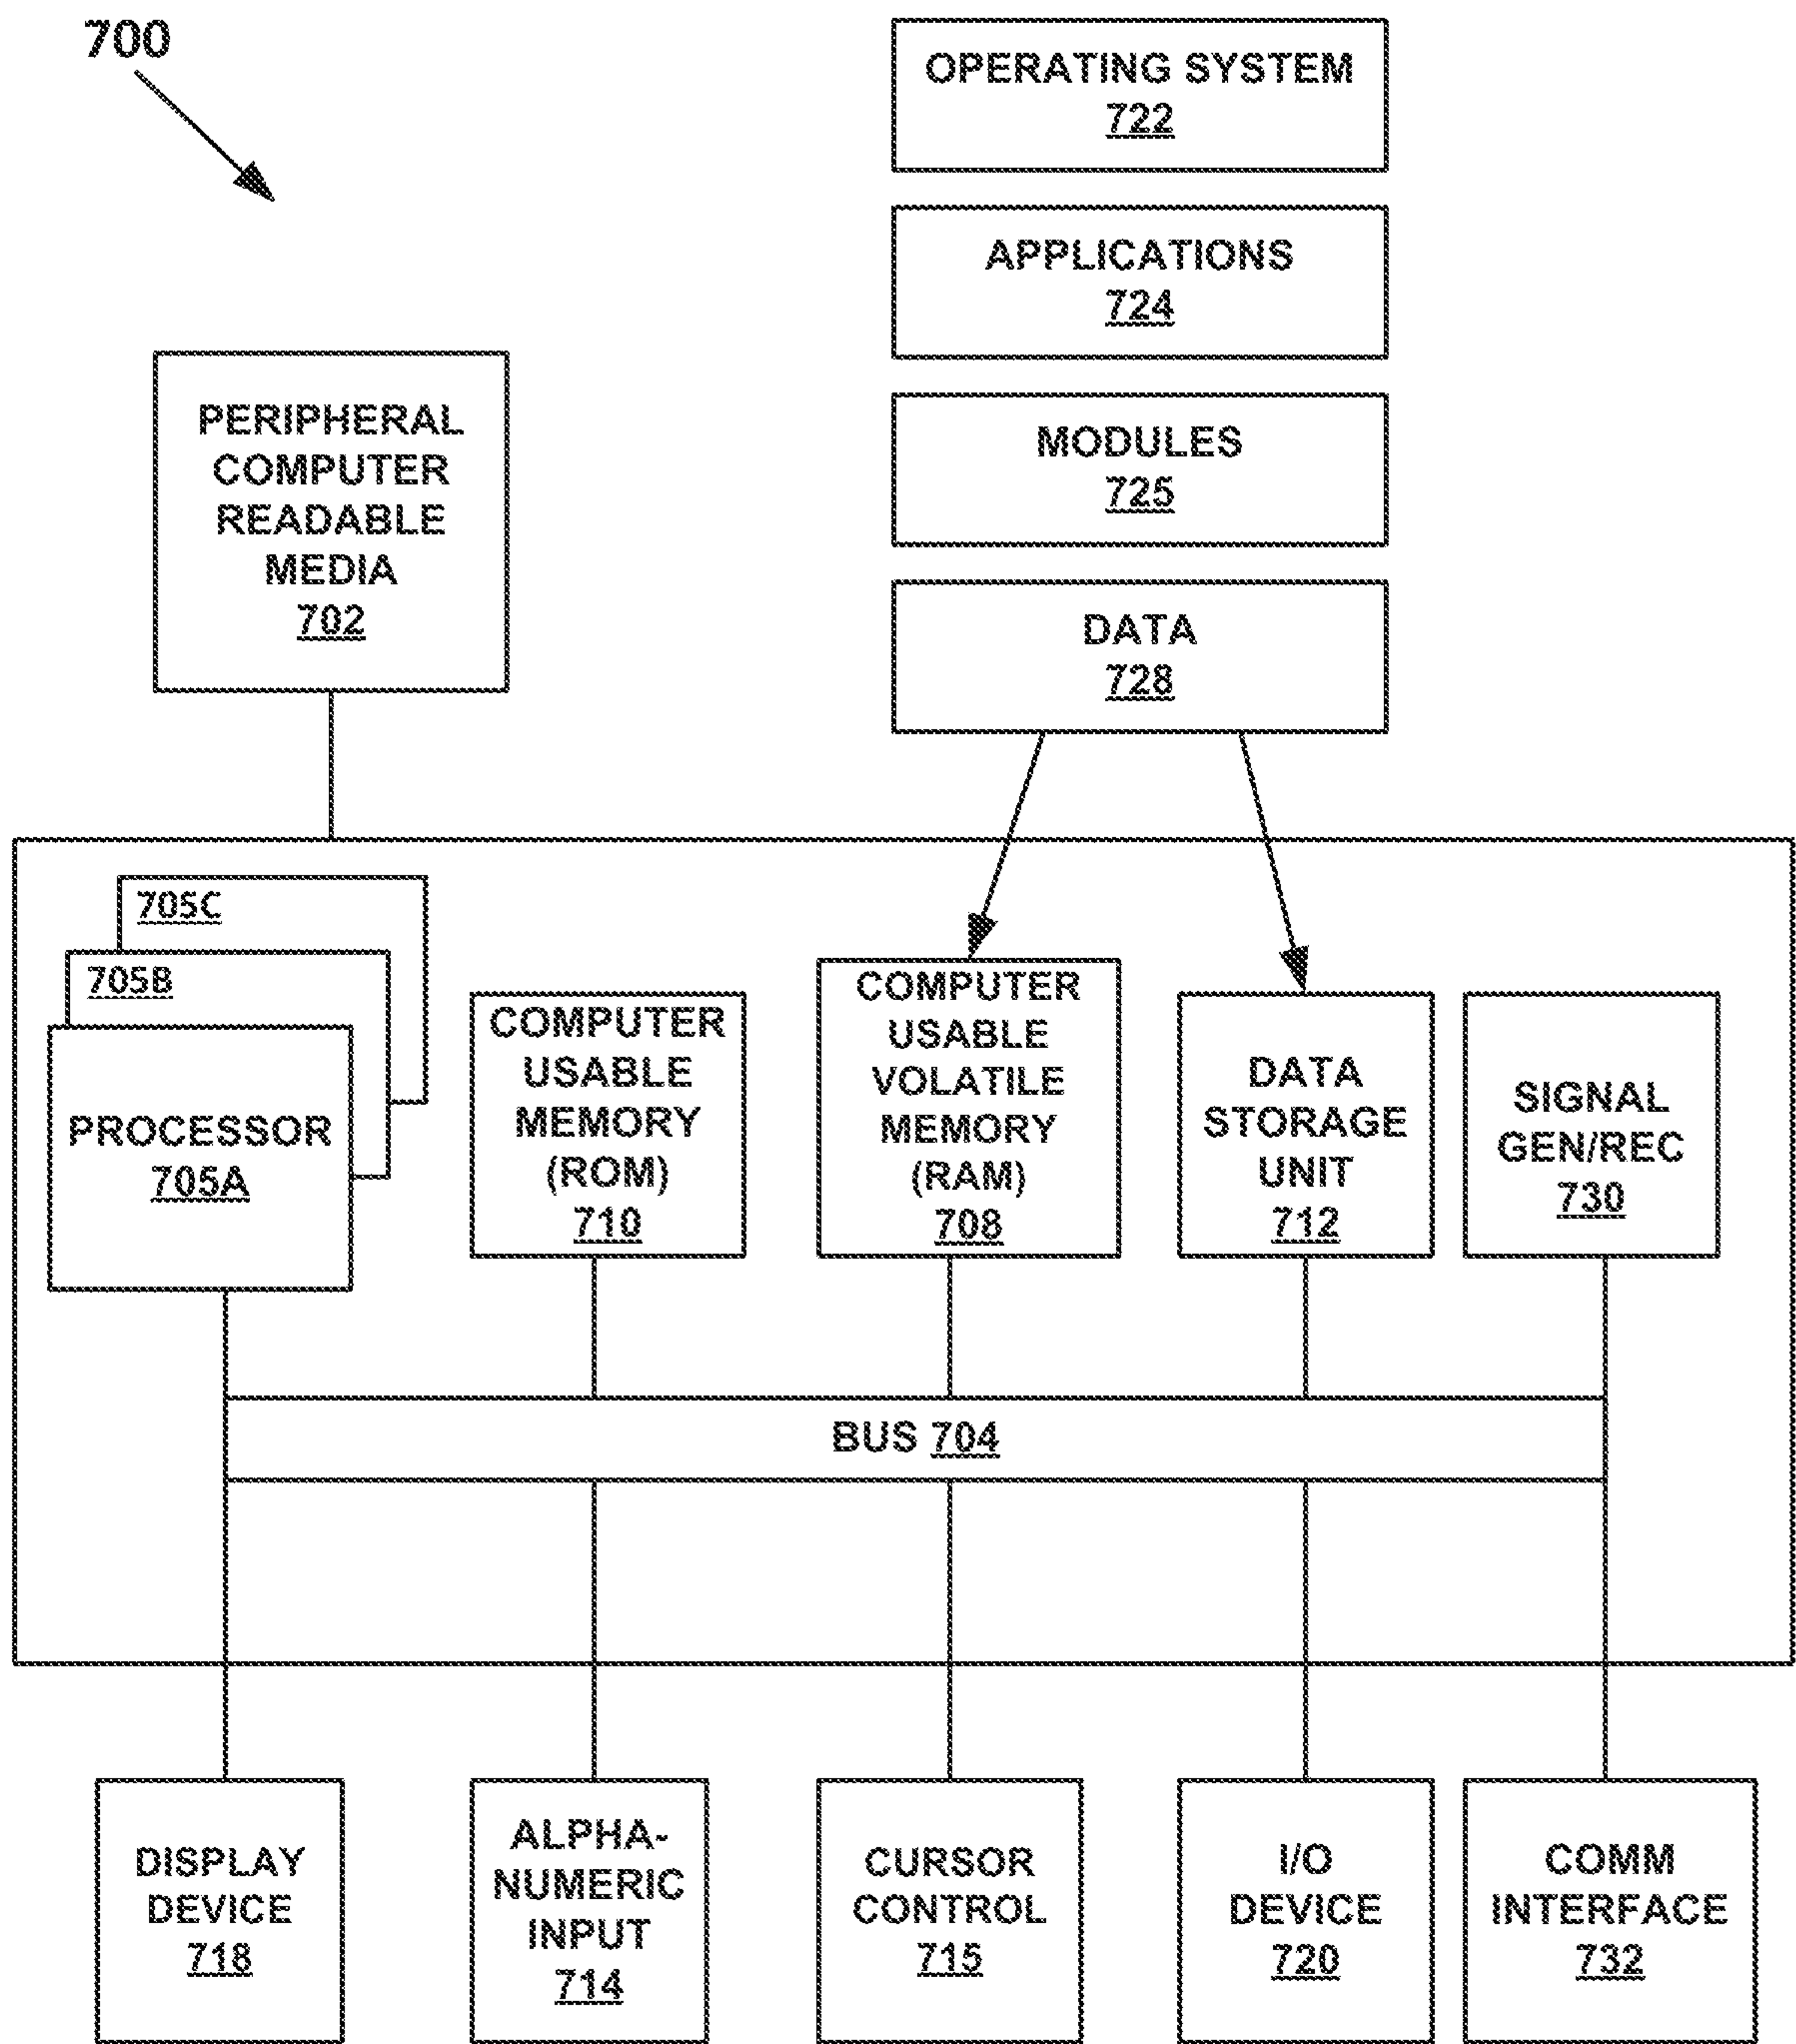 700
OPERATING SYSTEM
722
APPLICATIONS
724
MODULES
725
DATA
728
PERIPHERAL
COMPUTER
READABLE
MEDIA
702
705C
705B
PROCESSOR
705A
COMPUTER
USABLE
MEMORY
(ROM)
710
COMPUTER
USABLE
VOLATILE
MEMORY
(RAM)
708
DATA
STORAGE
UNIT
712
SIGNAL
GEN/REC
730
BUS 704
DISPLAY
DEVICE
718
ALPHA-
NUMERIC
INPUT
714
CURSOR
CONTROL
715
I/O
DEVICE
720
COMM
INTERFACE
732